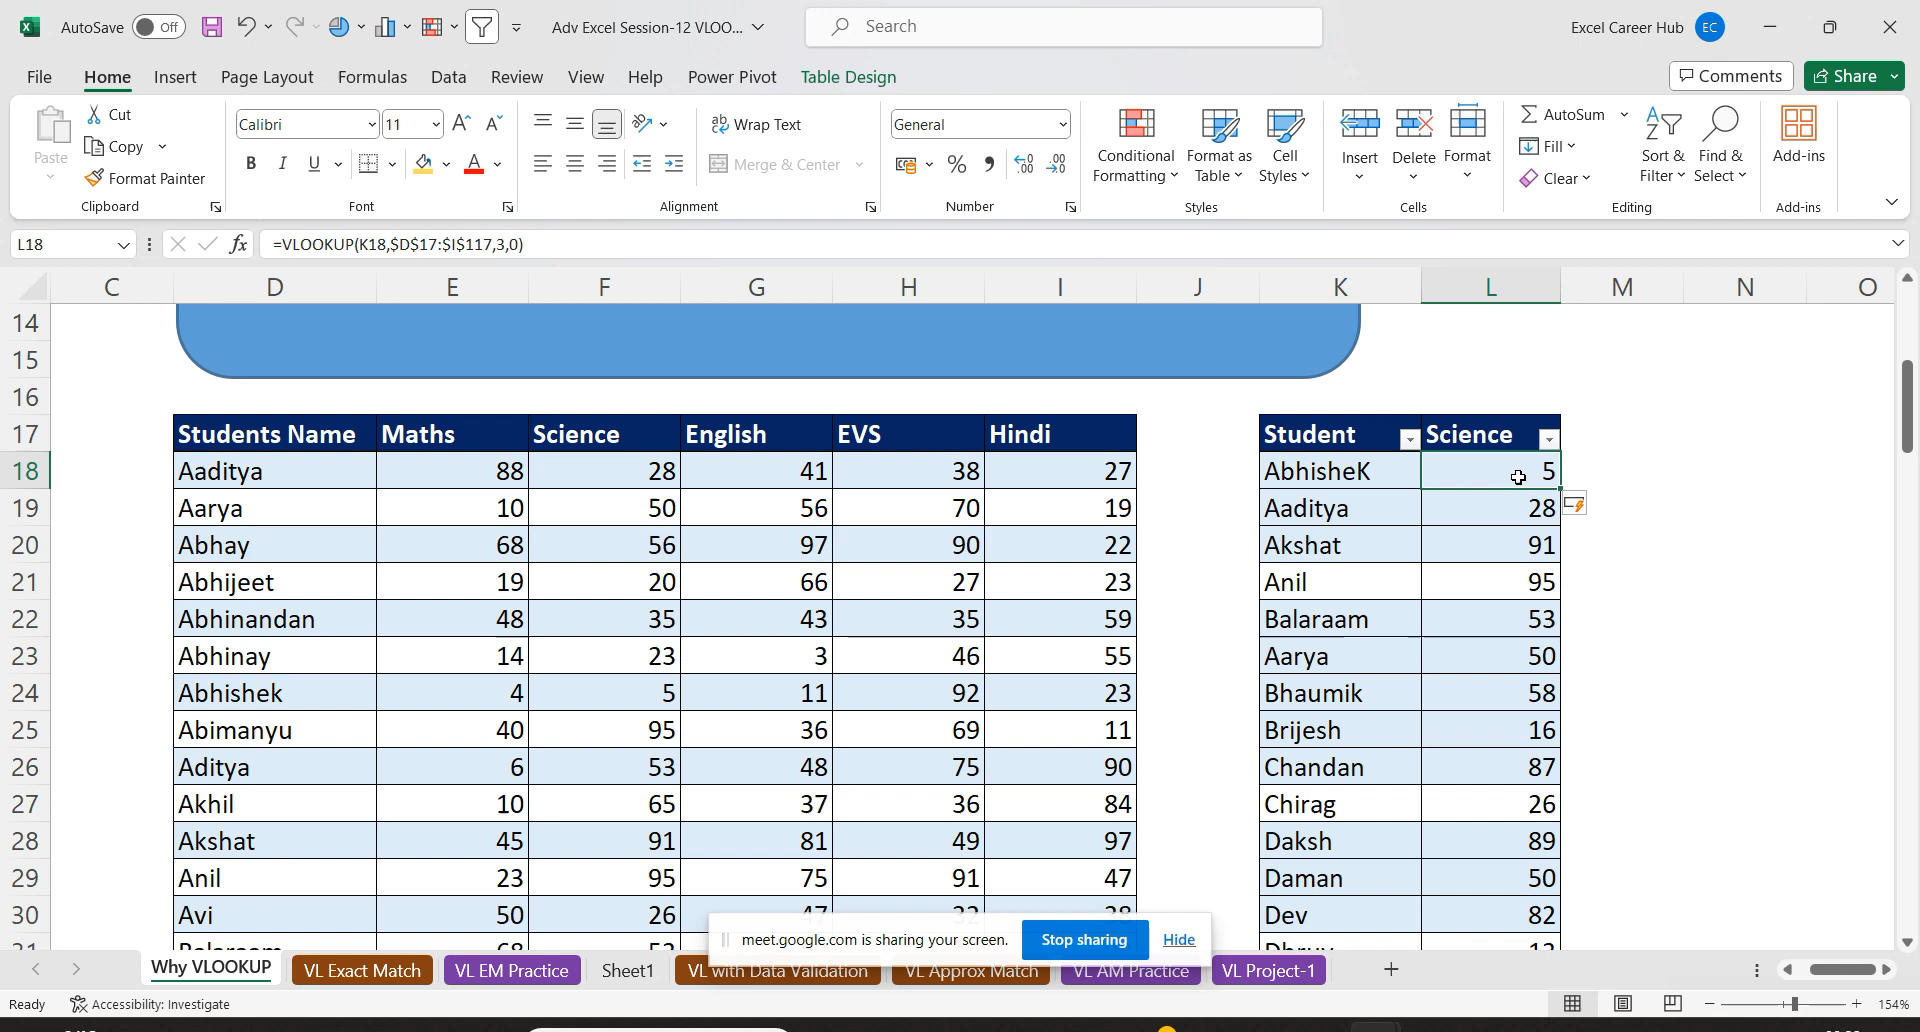 AutoSave Off Adv Excel Session-12 VLOO... Search Excel Career Hub EC
File Home Insert Page Layout Formulas Data Review View Help Power Pivot Table Design Comments Share
Paste Cut Copy Format Painter Clipboard
Calibri 11 B I U A Font
Wrap Text Merge & Center Alignment
General % Number
Conditional Formatting Format as Table Cell Styles Styles
Insert Delete Format Cells
AutoSum Fill Clear Sort & Filter Find & Select Editing
Add-ins Add-ins
L18 fx =VLOOKUP(K18,$D$17:$I$117,3,0)
C D E F G H I J K L M N O
14
15
16
17 Students Name Maths Science English EVS Hindi Student Science
18 Aaditya 88 28 41 38 27 AbhisheK 5
19 Aarya 10 50 56 70 19 Aaditya 28
20 Abhay 68 56 97 90 22 Akshat 91
21 Abhijeet 19 20 66 27 23 Anil 95
22 Abhinandan 48 35 43 35 59 Balaraam 53
23 Abhinay 14 23 3 46 55 Aarya 50
24 Abhishek 4 5 11 92 23 Bhaumik 58
25 Abimanyu 40 95 36 69 11 Brijesh 16
26 Aditya 6 53 48 75 90 Chandan 87
27 Akhil 10 65 37 36 84 Chirag 26
28 Akshat 45 91 81 49 97 Daksh 89
29 Anil 23 95 75 91 47 Daman 50
30 Avi 50 26 47 Dev 82
meet.google.com is sharing your screen. Stop sharing Hide
Why VLOOKUP VL Exact Match VL EM Practice Sheet1 VL with Data Validation VL Approx Match VL AM Practice VL Project-1
Ready Accessibility: Investigate 154%